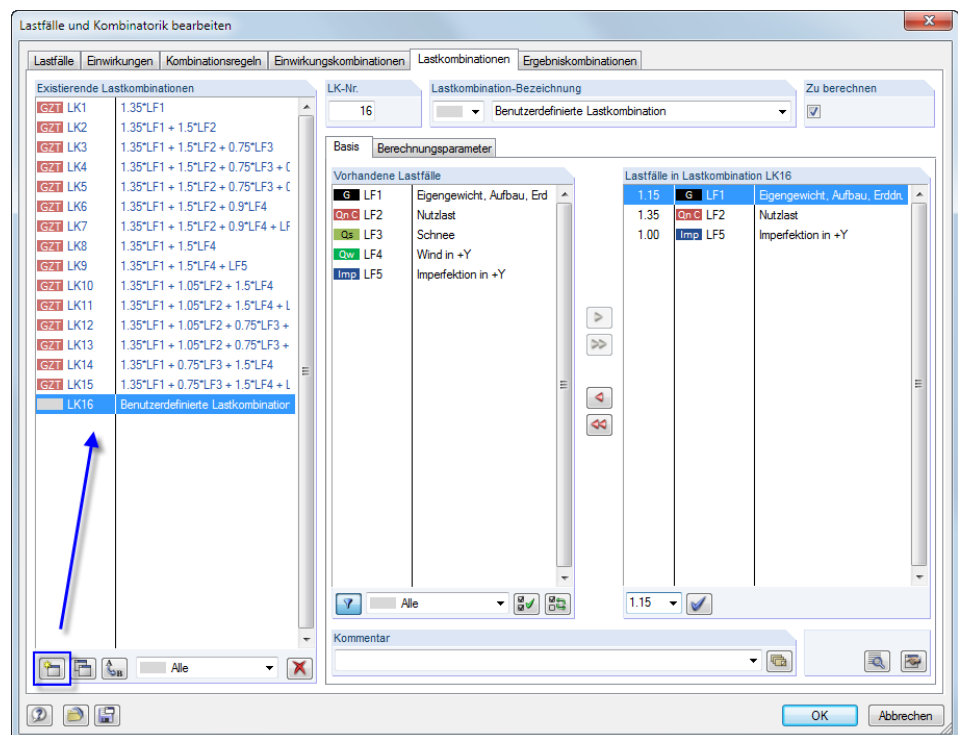 Lastfälle und Kombinatorik bearbeiten
Lastfälle Einwirkungen Kombinationsregeln Einwirkungskombinationen Lastkombinationen Ergebniskombinationen
Existierende Lastkombinationen
GZT LK1 1.35*LF1
GZT LK2 1.35*LF1 + 1.5*LF2
GZT LK3 1.35*LF1 + 1.5*LF2 + 0.75*LF3
GZT LK4 1.35*LF1 + 1.5*LF2 + 0.75*LF3 + 0
GZT LK5 1.35*LF1 + 1.5*LF2 + 0.75*LF3 + 0
GZT LK6 1.35*LF1 + 1.5*LF2 + 0.9*LF4
GZT LK7 1.35*LF1 + 1.5*LF2 + 0.9*LF4 + LF
GZT LK8 1.35*LF1 + 1.5*LF4
GZT LK9 1.35*LF1 + 1.5*LF4 + LF5
GZT LK10 1.35*LF1 + 1.05*LF2 + 1.5*LF4
GZT LK11 1.35*LF1 + 1.05*LF2 + 1.5*LF4 + L
GZT LK12 1.35*LF1 + 1.05*LF2 + 0.75*LF3 +
GZT LK13 1.35*LF1 + 1.05*LF2 + 0.75*LF3 +
GZT LK14 1.35*LF1 + 0.75*LF3 + 1.5*LF4
GZT LK15 1.35*LF1 + 0.75*LF3 + 1.5*LF4 + L
LK16 Benutzerdefinierte Lastkombination
Alle
LK-Nr.
16
Lastkombination-Bezeichnung
Benutzerdefinierte Lastkombination
Zu berechnen
Basis Berechnungsparameter
Vorhandene Lastfälle
G LF1 Eigengewicht, Aufbau, Erd
Qn C LF2 Nutzlast
Qs LF3 Schnee
Qw LF4 Wind in +Y
Imp LF5 Imperfektion in +Y
Alle
Lastfälle in Lastkombination LK16
1.15 G LF1 Eigengewicht, Aufbau, Erddn.
1.35 Qn C LF2 Nutzlast
1.00 Imp LF5 Imperfektion in +Y
1.15
Kommentar
OK Abbrechen